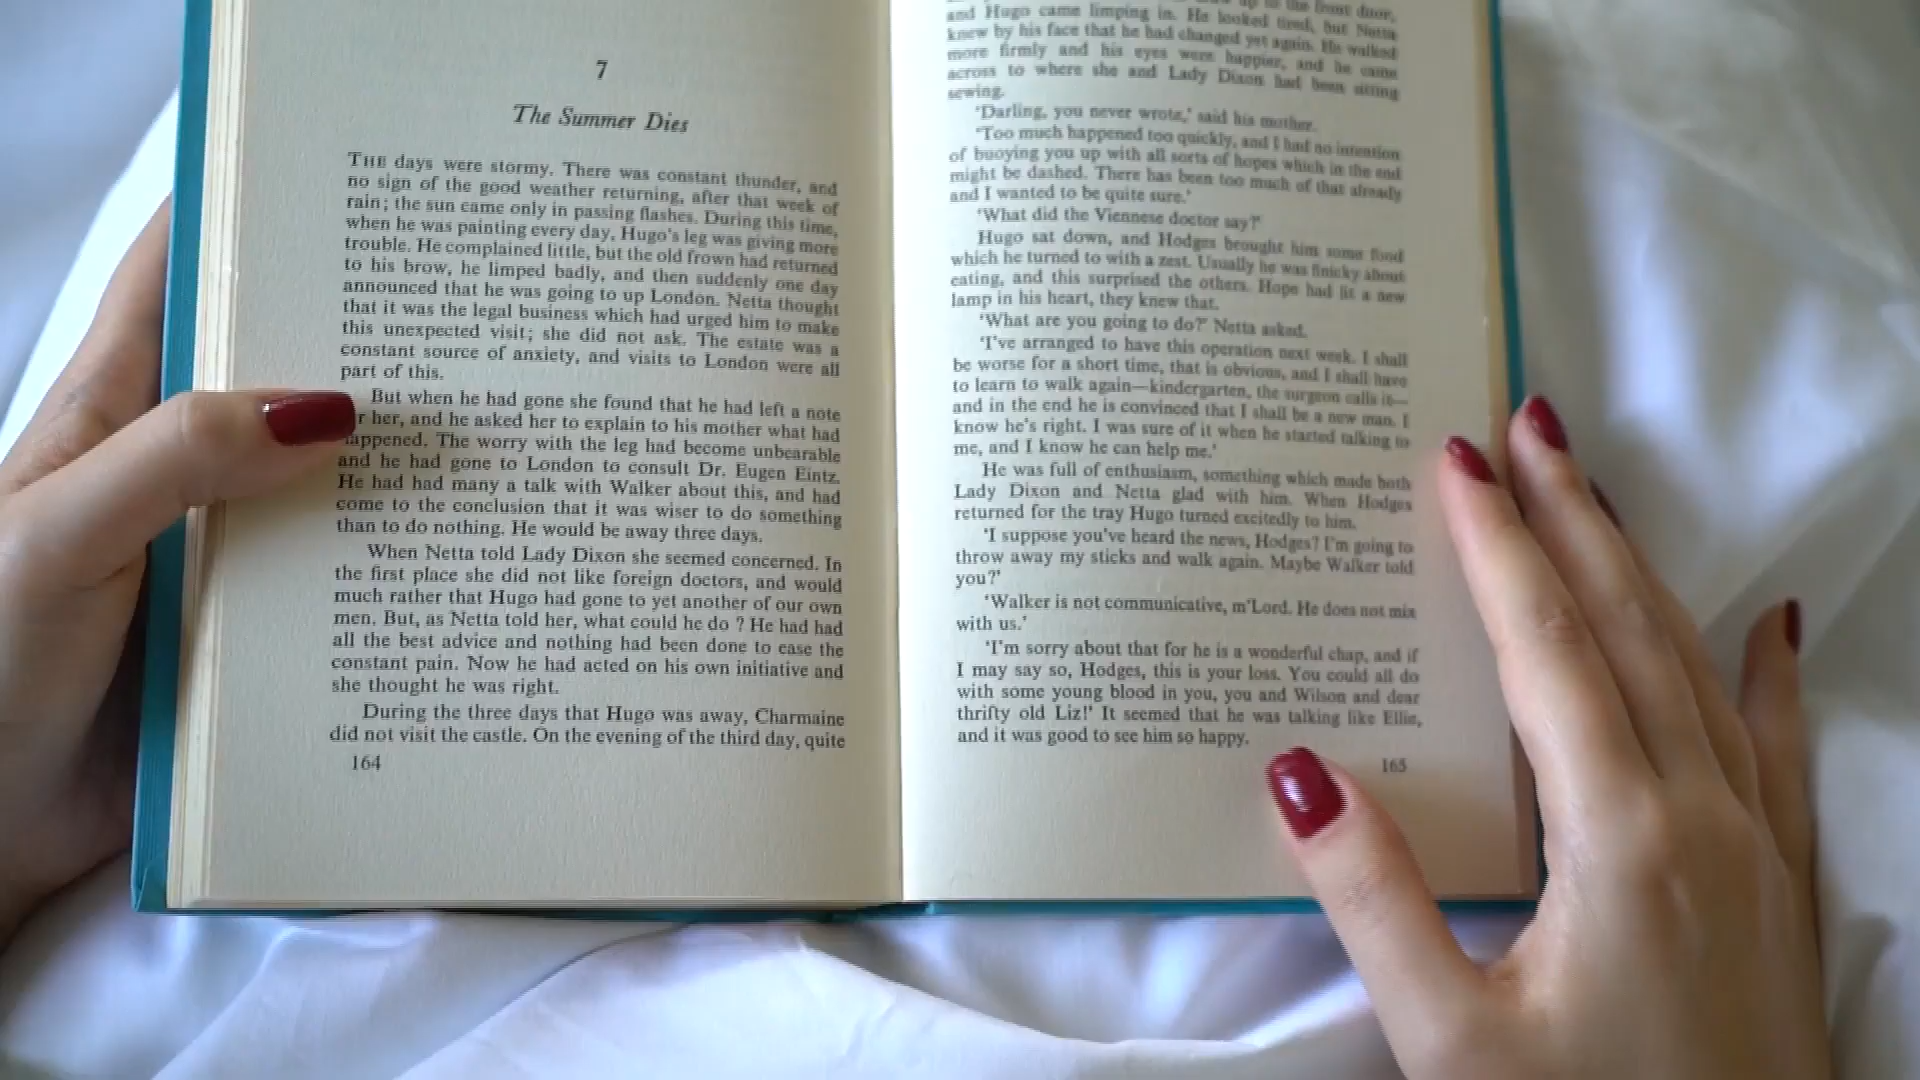 7
The Summer Dies
THE days were stormy. There was constant thunder, and
no sign of the good weather returning, after that week of
rain; the sun came only in passing flashes. During this time,
when he was painting every day, Hugo's leg was giving more
trouble. He complained little, but the old frown had returned
to his brow, he limped badly, and then suddenly one day
announced that he was going to up London. Netta thought
that it was the legal business which had urged him to make
this unexpected visit; she did not ask. The estate was a
constant source of anxiety, and visits to London were all
part of this.
But when he had gone she found that he had left a note
r her, and he asked her to explain to his mother what had
happened. The worry with the leg had become unbearable
and he had gone to London to consult Dr. Eugen Eintz.
He had had many a talk with Walker about this, and had
come to the conclusion that it was wiser to do something
than to do nothing. He would be away three days.
When Netta told Lady Dixon she seemed concerned. In
the first place she did not like foreign doctors, and would
much rather that Hugo had gone to yet another of our own
men. But, as Netta told her, what could he do ? He had had
all the best advice and nothing had been done to ease the
constant pain. Now he had acted on his own initiative and
she thought he was right.
During the three days that Hugo was away, Charmaine
did not visit the castle. On the evening of the third day, quite
164
up to the front door,
and Hugo came limping in. He looked tired, but Netta
knew by his face that he had changed yet again. He walked
more firmly and his eyes were happier, and he came
across to where she and Lady Dixon had been sitting
sewing.
'Darling, you never wrote,' said his mother.
'Too much happened too quickly, and I had no intention
of buoying you up with all sorts of hopes which in the end
might be dashed. There has been too much of that already
and I wanted to be quite sure.'
'What did the Viennese doctor say?'
Hugo sat down, and Hodges brought him some food
which he turned to with a zest. Usually he was finicky about
eating, and this surprised the others. Hope had lit a new
lamp in his heart, they knew that.
'What are you going to do?' Netta asked.
'I've arranged to have this operation next week. I shall
be worse for a short time, that is obvious, and I shall have
to learn to walk again—kindergarten, the surgeon calls it—
and in the end he is convinced that I shall be a new man. I
know he's right. I was sure of it when he started talking to
me, and I know he can help me.'
He was full of enthusiasm, something which made both
Lady Dixon and Netta glad with him. When Hodges
returned for the tray Hugo turned excitedly to him.
'I suppose you've heard the news, Hodges? I'm going to
throw away my sticks and walk again. Maybe Walker told
you?'
'Walker is not communicative, m'Lord. He does not mix
with us.'
'I'm sorry about that for he is a wonderful chap, and if
I may say so, Hodges, this is your loss. You could all do
with some young blood in you, you and Wilson and dear
thrifty old Liz!' It seemed that he was talking like Ellie,
and it was good to see him so happy.
165